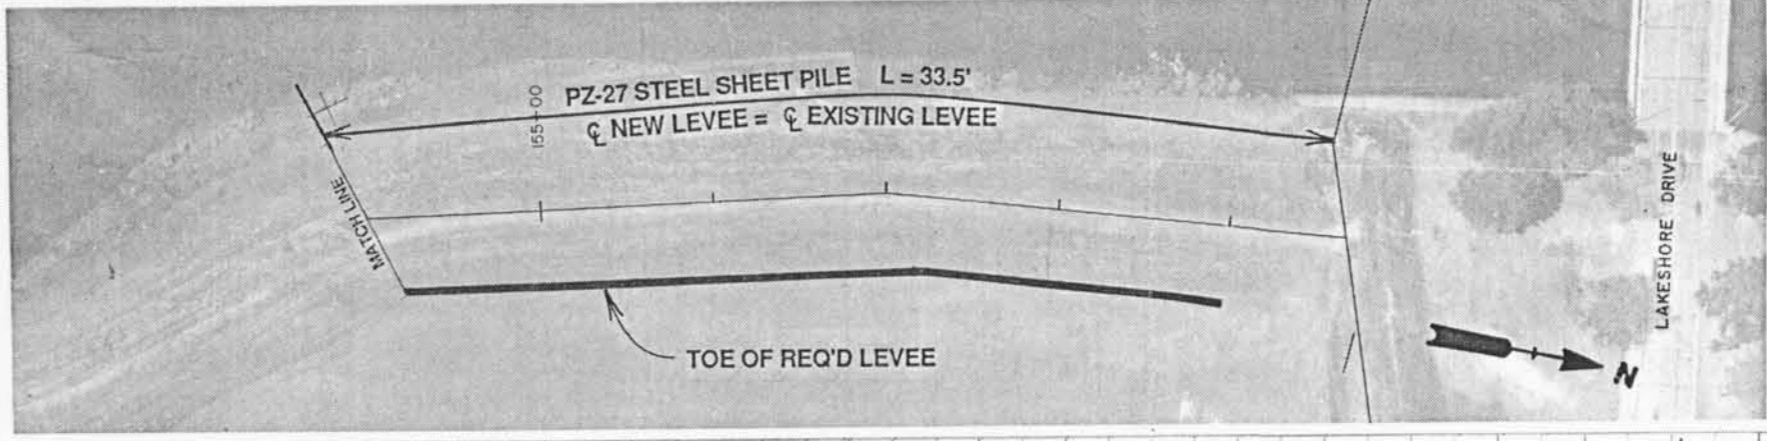 PZ-27 STEEL SHEET PILE L = 33.5'
℄ NEW LEVEE = ℄ EXISTING LEVEE
155+00
MATCH LINE
TOE OF REQ'D LEVEE
LAKESHORE DRIVE
N